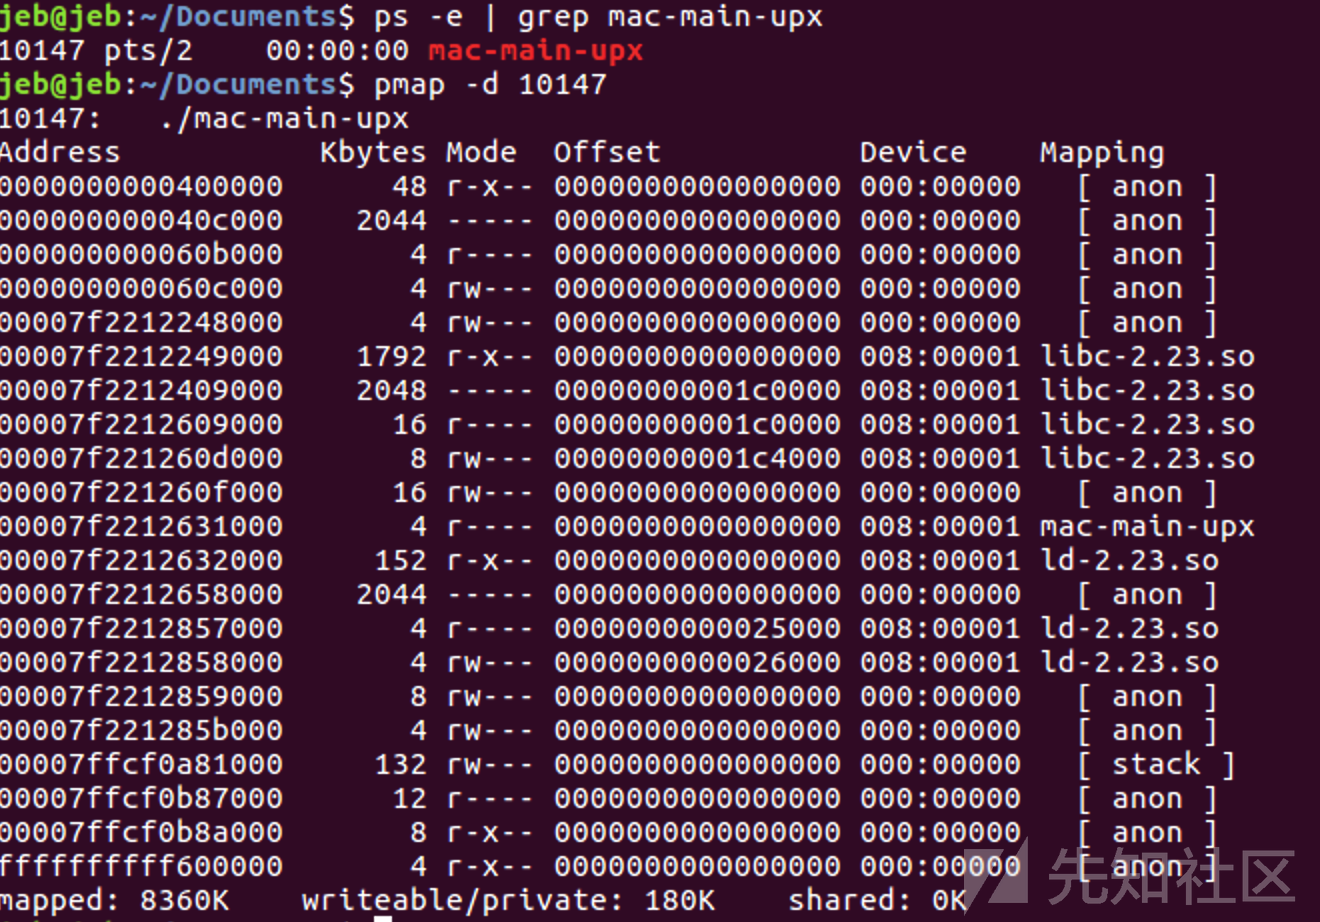 jeb@jeb:~/Documents$ ps -e | grep mac-main-upx
10147 pts/2    00:00:00 mac-main-upx
jeb@jeb:~/Documents$ pmap -d 10147
10147:   ./mac-main-upx
Address           Kbytes Mode  Offset           Device    Mapping
0000000000400000      48 r-x-- 0000000000000000 000:00000   [ anon ]
000000000040c000    2044 ----- 0000000000000000 000:00000   [ anon ]
000000000060b000       4 r---- 0000000000000000 000:00000   [ anon ]
000000000060c000       4 rw--- 0000000000000000 000:00000   [ anon ]
00007f2212248000       4 rw--- 0000000000000000 000:00000   [ anon ]
00007f2212249000    1792 r-x-- 0000000000000000 008:00001 libc-2.23.so
00007f2212409000    2048 ----- 00000000001c0000 008:00001 libc-2.23.so
00007f2212609000      16 r---- 00000000001c0000 008:00001 libc-2.23.so
00007f221260d000       8 rw--- 00000000001c4000 008:00001 libc-2.23.so
00007f221260f000      16 rw--- 0000000000000000 000:00000   [ anon ]
00007f2212631000       4 r---- 0000000000000000 008:00001 mac-main-upx
00007f2212632000     152 r-x-- 0000000000000000 008:00001 ld-2.23.so
00007f2212658000    2044 ----- 0000000000000000 000:00000   [ anon ]
00007f2212857000       4 r---- 0000000000025000 008:00001 ld-2.23.so
00007f2212858000       4 rw--- 0000000000026000 008:00001 ld-2.23.so
00007f2212859000       8 rw--- 0000000000000000 000:00000   [ anon ]
00007f221285b000       4 rw--- 0000000000000000 000:00000   [ anon ]
00007ffcf0a81000     132 rw--- 0000000000000000 000:00000   [ stack ]
00007ffcf0b87000      12 r---- 0000000000000000 000:00000   [ anon ]
00007ffcf0b8a000       8 r-x-- 0000000000000000 000:00000   [ anon ]
ffffffffff600000       4 r-x-- 0000000000000000 000:00000   [ anon ]
mapped: 8360K    writeable/private: 180K    shared: 0K
先知社区